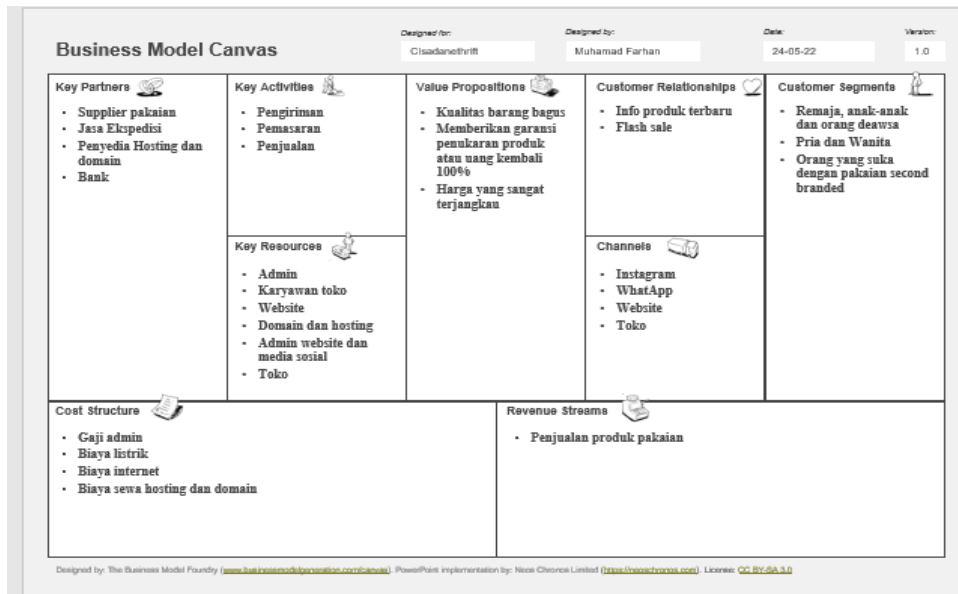 Business Model Canvas
Designed for:
Cisadanethrift
Designed by:
Muhamad Farhan
Date:
24-05-22
Version:
1.0
Key Partners
- Supplier pakaian
- Jasa Ekspedisi
- Penyedia Hosting dan
domain
- Bank
Key Activities
- Pengiriman
- Pemasaran
- Penjualan
Key Resources
- Admin
- Karyawan toko
- Website
- Domain dan hosting
- Admin website dan
media sosial
- Toko
Value Propositions
- Kualitas barang bagus
- Memberikan garansi
penukaran produk
atau uang kembali
100%
- Harga yang sangat
terjangkau
Customer Relationships
- Info produk terbaru
- Flash sale
Channels
- Instagram
- WhatApp
- Website
- Toko
Customer Segments
- Remaja, anak-anak
dan orang deawsa
- Pria dan Wanita
- Orang yang suka
dengan pakaian second
branded
Cost Structure
- Gaji admin
- Biaya listrik
- Biaya internet
- Biaya sewa hosting dan domain
Revenue Streams
- Penjualan produk pakaian
Designed by: The Business Model Foundry (www.businessmodelgeneration.com/canvas). PowerPoint implementation by: Neos Chronos Limited (https://neoschronos.com). License: CC BY-SA 3.0